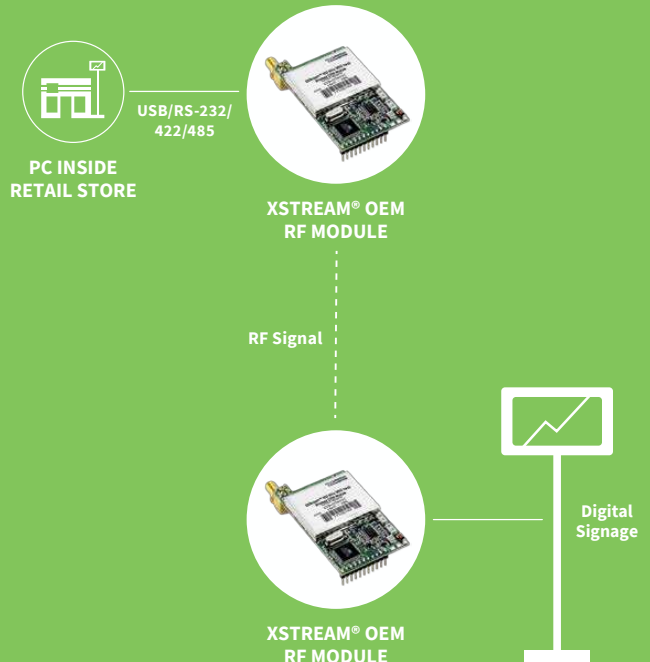 USB/RS-232/
422/485
PC INSIDE
RETAIL STORE
XSTREAM® OEM
RF MODULE
RF Signal
Digital
Signage
XSTREAM® OEM
RF MODULE